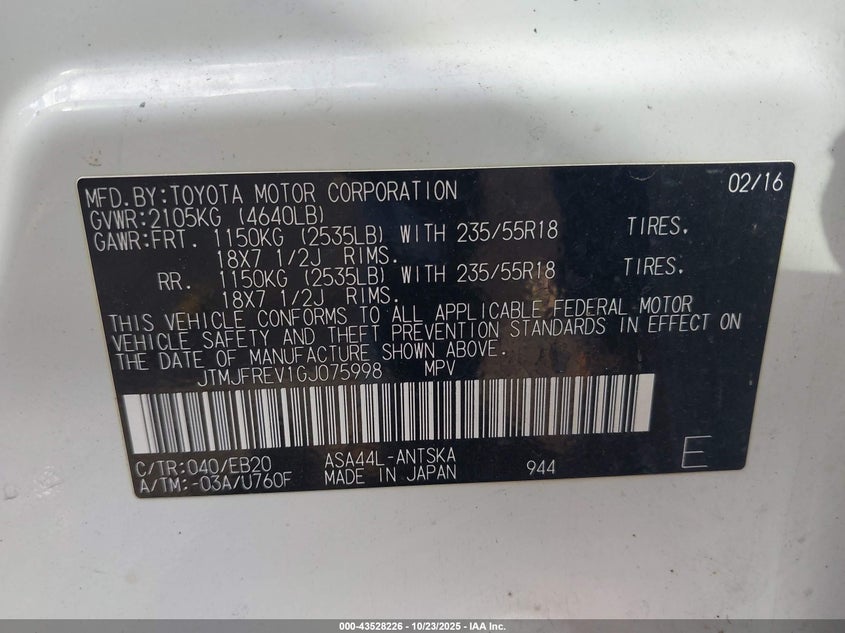 MFD. BY: TOYOTA MOTOR CORPORATION 02/16
GVWR: 2105KG (4640LB)
GAWR: FRT. 1150KG (2535LB) WITH 235/55R18 TIRES.
18X7 1/2J RIMS.
RR. 1150KG (2535LB) WITH 235/55R18 TIRES.
18X7 1/2J RIMS.
THIS VEHICLE CONFORMS TO ALL APPLICABLE FEDERAL MOTOR
VEHICLE SAFETY AND THEFT PREVENTION STANDARDS IN EFFECT ON
THE DATE OF MANUFACTURE SHOWN ABOVE.
JTMJFREV1GJ075998 MPV
C/TR: 040/EB20 ASA44L-ANTSKA
A/TM: -03A/U760F MADE IN JAPAN 944 E
000-43528226 - 10/23/2025 - IAA Inc.